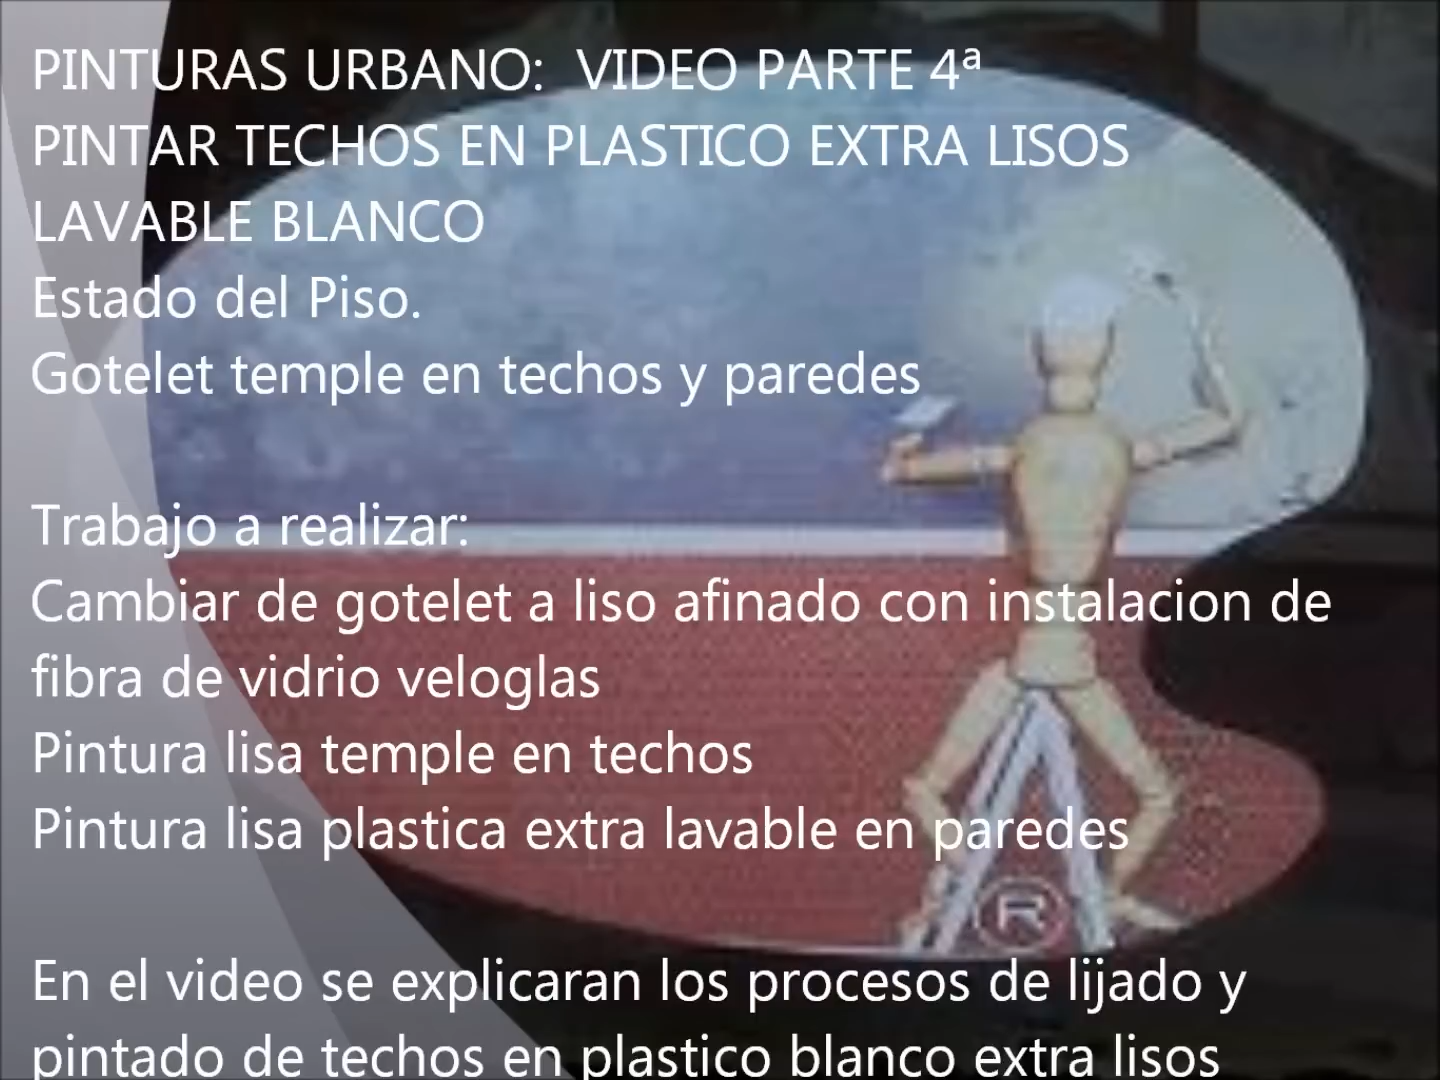 PINTURAS URBANO:  VIDEO PARTE 4ª
PINTAR TECHOS EN PLASTICO EXTRA LISOS
LAVABLE BLANCO
Estado del Piso.
Gotelet temple en techos y paredes
Trabajo a realizar:
Cambiar de gotelet a liso afinado con instalacion de
fibra de vidrio veloglas
Pintura lisa temple en techos
Pintura lisa plastica extra lavable en paredes
®
En el video se explicaran los procesos de lijado y
pintado de techos en plastico blanco extra lisos